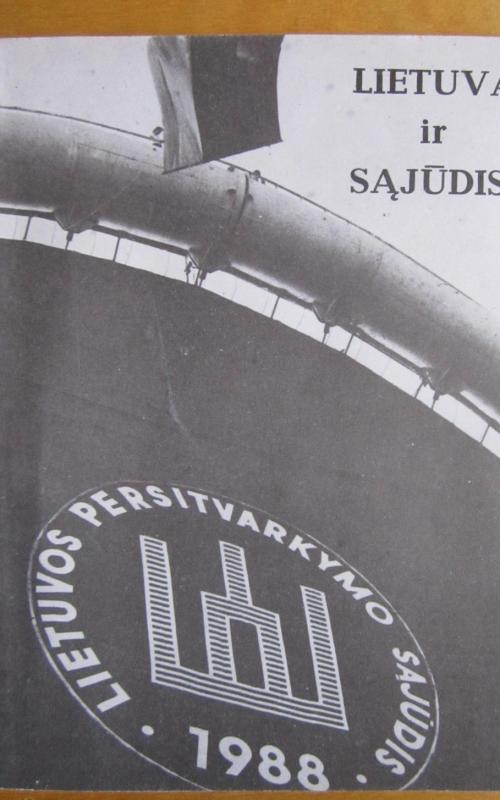 LIETUVA
ir
SĄJŪDIS
LIETUVOS PERSITVARKYMO SĄJŪDIS
• 1988 •